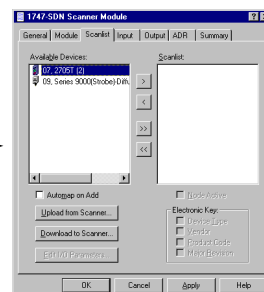 1747-SDN Scanner Module
General Module Scanlist Input Output ADR Summary
Available Devices:
Scanlist:
07, 2705T (2)
09, Series 9000(Strobe)-Diffu
>
<
>>
<<
Automap on Add
Node Active
Upload from Scanner...
Electronic Key:
Device Type
Download to Scanner...
Vendor
Product Code
Edit I/O Parameters...
Major Revision
OK Cancel Apply Help